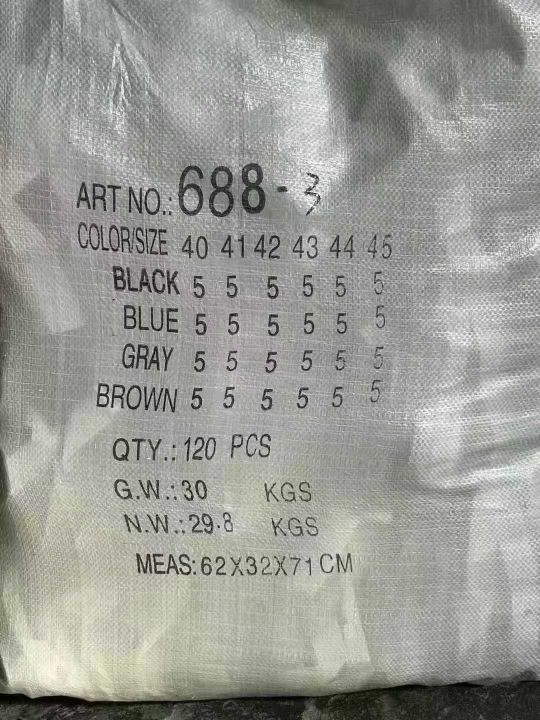 ART NO.: 688-3
COLOR/SIZE 40 41 42 43 44 45
BLACK 5 5 5 5 5 5
BLUE 5 5 5 5 5 5
GRAY 5 5 5 5 5 5
BROWN 5 5 5 5 5 5
QTY.: 120 PCS
G.W.: 30 KGS
N.W.: 29.8 KGS
MEAS: 62X32X71 CM